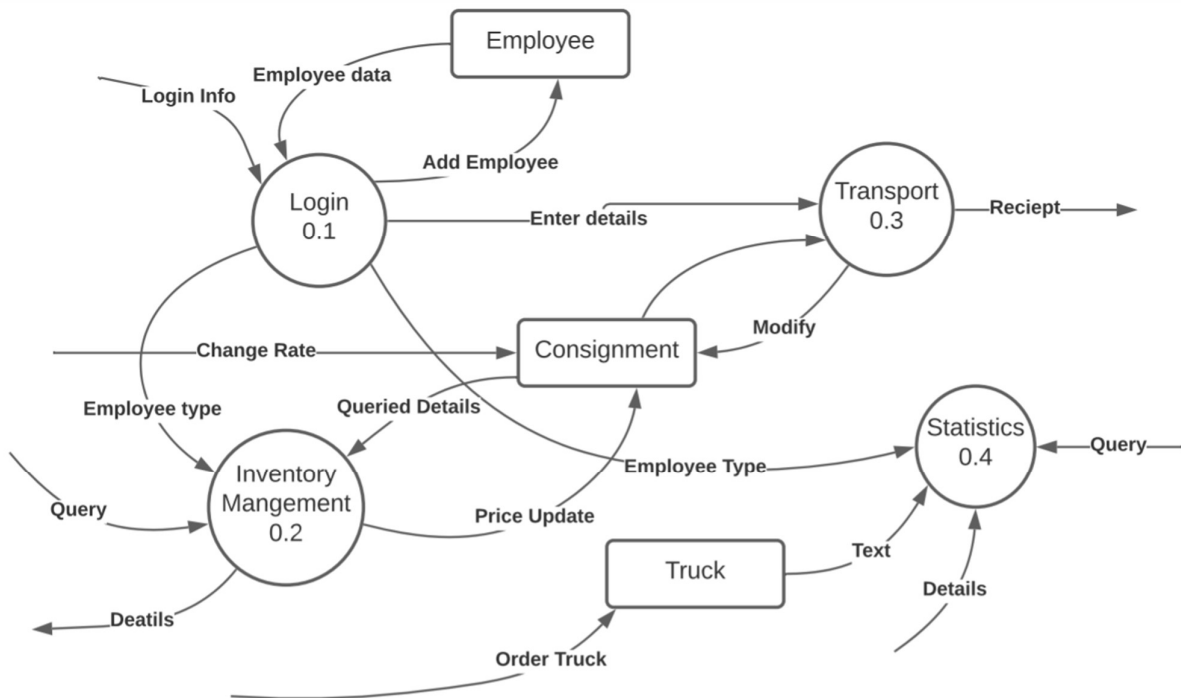 Employee
Employee data
Login Info
Add Employee
Login
0.1
Transport
0.3
Enter details
Reciept
Modify
Change Rate
Consignment
Employee type
Queried Details
Statistics
0.4
Query
Employee Type
Inventory
Mangement
0.2
Query
Price Update
Text
Truck
Details
Deatils
Order Truck